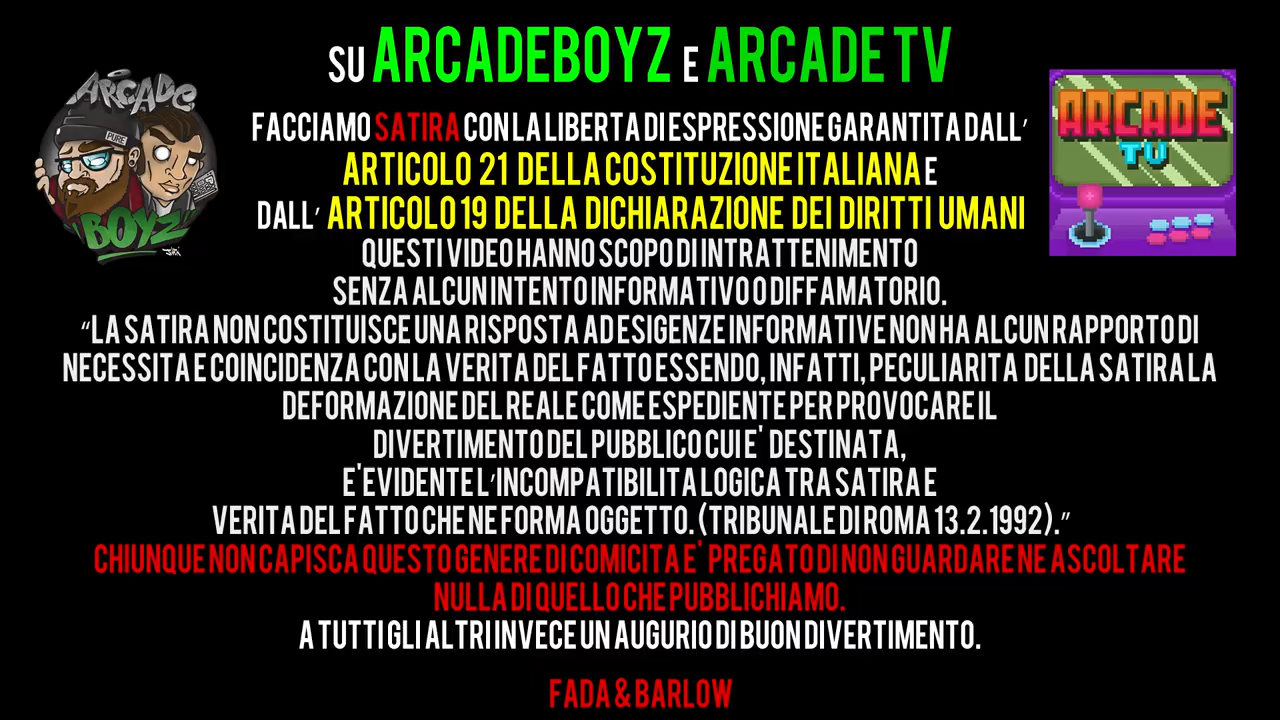 SU ARCADEBOYZ E ARCADE TV
FACCIAMO SATIRA CON LA LIBERTA DI ESPRESSIONE GARANTITA DALL'
ARTICOLO 21 DELLA COSTITUZIONE ITALIANA E
DALL' ARTICOLO 19 DELLA DICHIARAZIONE DEI DIRITTI UMANI
QUESTI VIDEO HANNO SCOPO DI INTRATTENIMENTO
SENZA ALCUN INTENTO INFORMATIVO O DIFFAMATORIO.
"LA SATIRA NON COSTITUISCE UNA RISPOSTA AD ESIGENZE INFORMATIVE NON HA ALCUN RAPPORTO DI
NECESSITA E COINCIDENZA CON LA VERITA DEL FATTO ESSENDO, INFATTI, PECULIARITA DELLA SATIRA LA
DEFORMAZIONE DEL REALE COME ESPEDIENTE PER PROVOCARE IL
DIVERTIMENTO DEL PUBBLICO CUI E' DESTINATA,
E'EVIDENTE L'INCOMPATIBILITA LOGICA TRA SATIRA E
VERITA DEL FATTO CHE NE FORMA OGGETTO. (TRIBUNALE DI ROMA 13.2.1992)."
CHIUNQUE NON CAPISCA QUESTO GENERE DI COMICITA E' PREGATO DI NON GUARDARE NE ASCOLTARE
NULLA DI QUELLO CHE PUBBLICHIAMO.
A TUTTI GLI ALTRI INVECE UN AUGURIO DI BUON DIVERTIMENTO.
FADA & BARLOW
ARCADE
PURE
BOYZ
ARCADE
TV